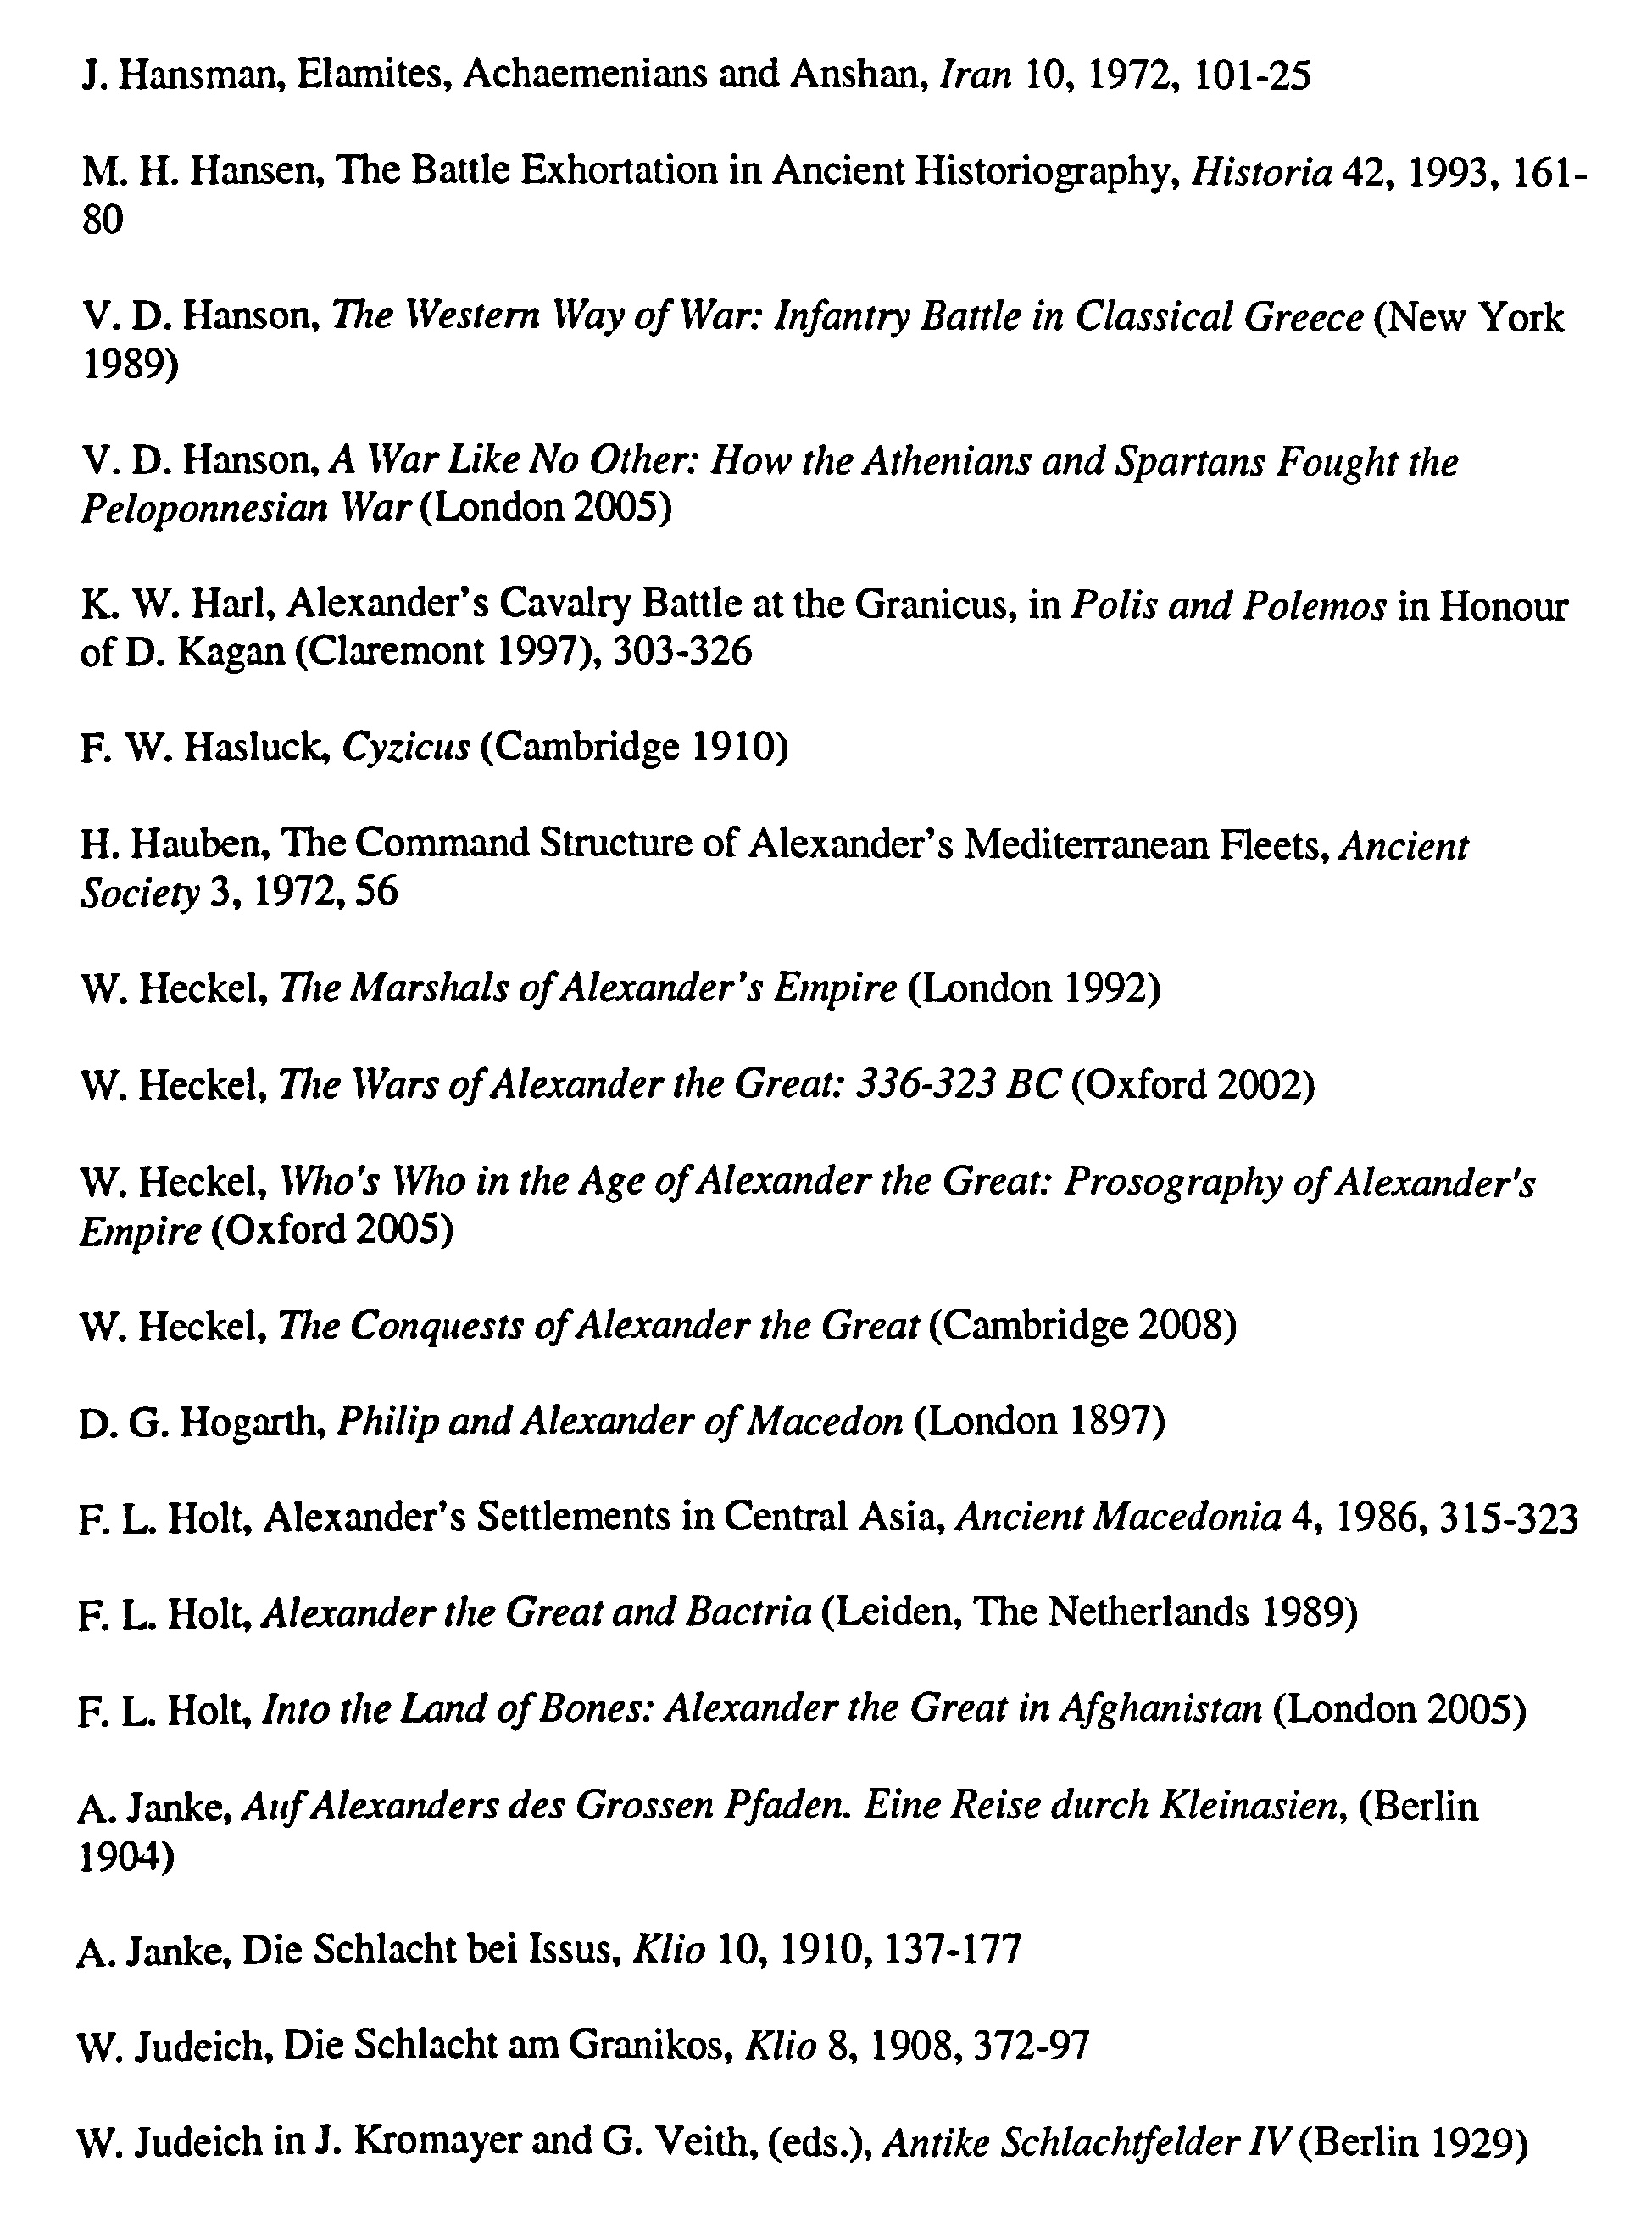 J. Hansman, Elamites, Achaemenians and Anshan, Iran 10, 1972, 101-25
M. H. Hansen, The Battle Exhortation in Ancient Historiography, Historia 42, 1993, 161-
80
V. D. Hanson, The Western Way of War: Infantry Battle in Classical Greece (New York
1989)
V. D. Hanson, A War Like No Other: How the Athenians and Spartans Fought the
Peloponnesian War (London 2005)
K. W. Harl, Alexander's Cavalry Battle at the Granicus, in Polis and Polemos in Honour
of D. Kagan (Claremont 1997), 303-326
F. W. Hasluck, Cyzicus (Cambridge 1910)
H. Hauben, The Command Structure of Alexander's Mediterranean Fleets, Ancient
Society 3, 1972, 56
W. Heckel, The Marshals of Alexander's Empire (London 1992)
W. Heckel, The Wars of Alexander the Great: 336-323 BC (Oxford 2002)
W. Heckel, Who's Who in the Age of Alexander the Great: Prosography of Alexander's
Empire (Oxford 2005)
W. Heckel, The Conquests of Alexander the Great (Cambridge 2008)
D. G. Hogarth, Philip and Alexander of Macedon (London 1897)
F. L. Holt, Alexander's Settlements in Central Asia, Ancient Macedonia 4, 1986, 315-323
F. L. Holt, Alexander the Great and Bactria (Leiden, The Netherlands 1989)
F. L. Holt, Into the Land of Bones: Alexander the Great in Afghanistan (London 2005)
A. Janke, Auf Alexanders des Grossen Pfaden. Eine Reise durch Kleinasien, (Berlin
1904)
A. Janke, Die Schlacht bei Issus, Klio 10, 1910, 137-177
W. Judeich, Die Schlacht am Granikos, Klio 8, 1908, 372-97
W. Judeich in J. Kromayer and G. Veith, (eds.), Antike Schlachtfelder IV (Berlin 1929)